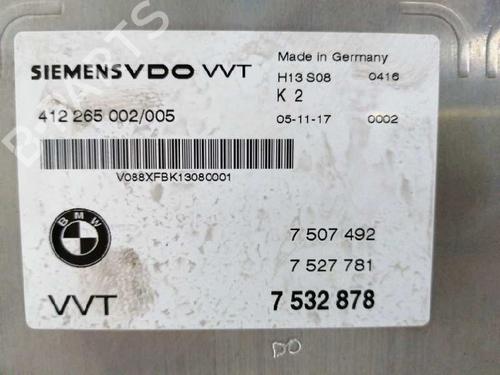 SIEMENSVDO VVT
Made in Germany
H13 S08 0416
K 2
412 265 002/005
05-11-17 0002
V088XFBK13080001
BMW
7 507 492
7 527 781
VVT
7 532 878
DO
B-PARTS